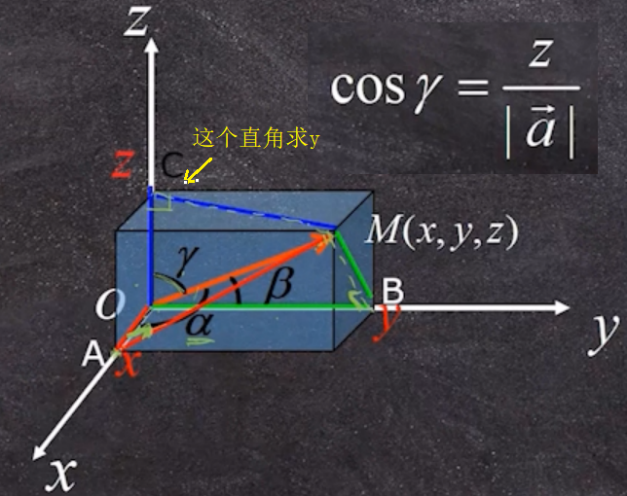 z
cos γ = z / |a⃗|
这个直角求y
z
C
M(x, y, z)
γ
β
O
B
α
y
y
A
x
x